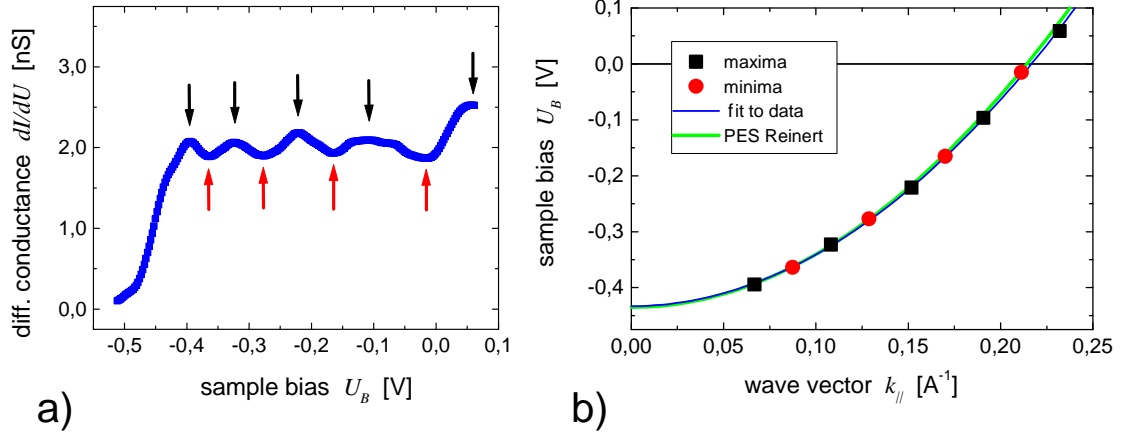 diff. conductance dI/dU [nS]
3,0
2,0
1,0
0,0
-0,5 -0,4 -0,3 -0,2 -0,1 0,0
sample bias U_B [V]
a)
sample bias U_B [V]
0,1
0,0
-0,1
-0,2
-0,3
-0,4
maxima
minima
fit to data
PES Reinert
0,00 0,05 0,10 0,15 0,20 0,25
wave vector k_// [A⁻¹]
b)